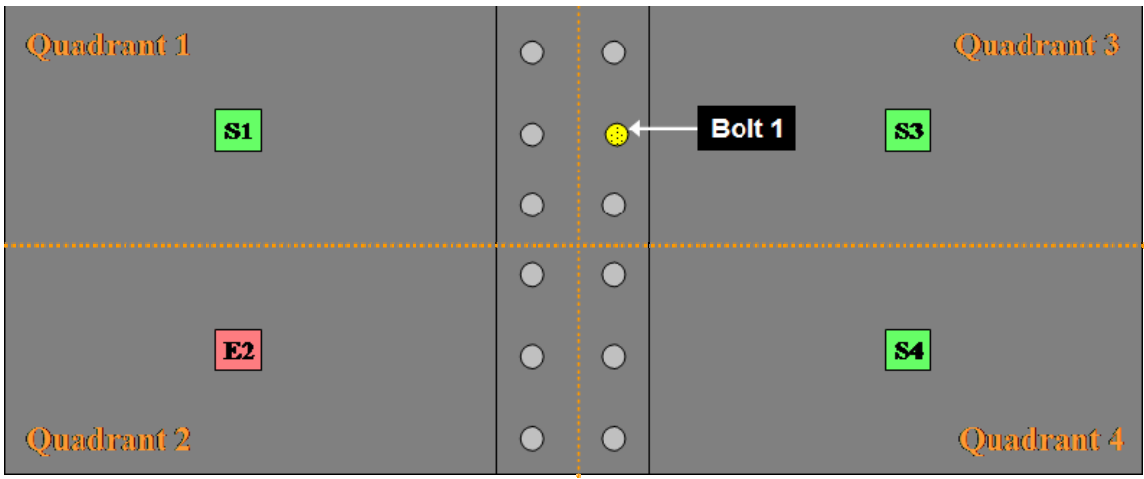 Quadrant 1
Quadrant 3
S1
Bolt 1
S3
E2
S4
Quadrant 2
Quadrant 4